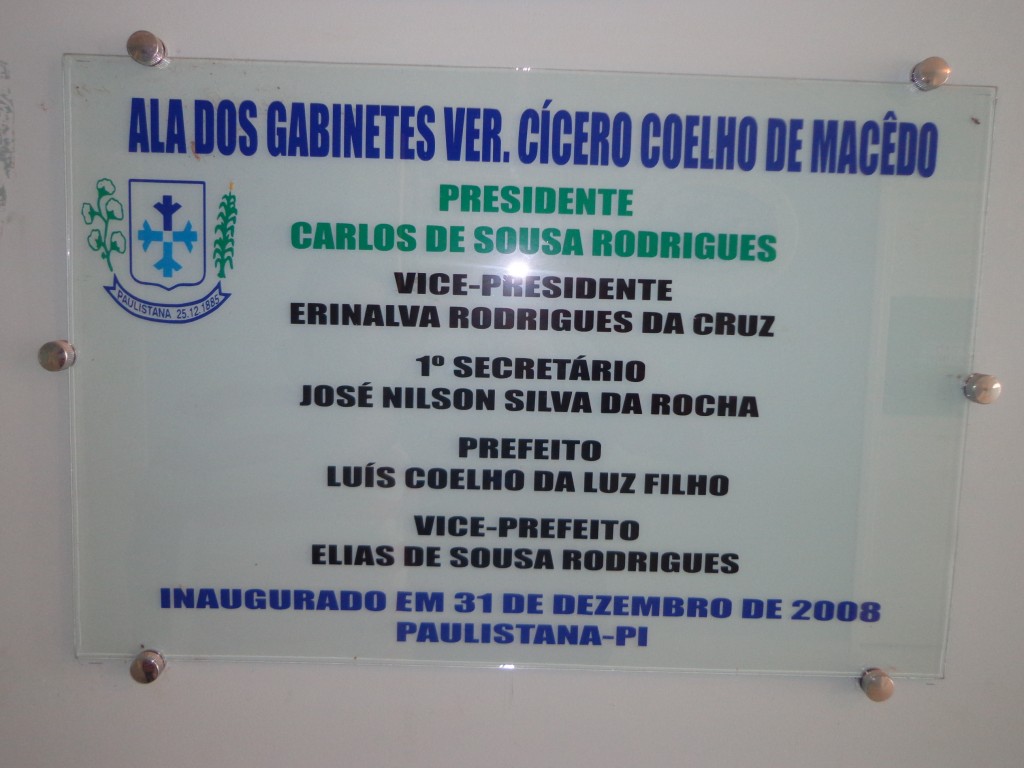 ALA DOS GABINETES VER. CÍCERO COELHO DE MACÊDO
PRESIDENTE
CARLOS DE SOUSA RODRIGUES
PAULISTANA 25.12.1885
VICE-PRESIDENTE
ERINALVA RODRIGUES DA CRUZ
1º SECRETÁRIO
JOSÉ NILSON SILVA DA ROCHA
PREFEITO
LUÍS COELHO DA LUZ FILHO
VICE-PREFEITO
ELIAS DE SOUSA RODRIGUES
INAUGURADO EM 31 DE DEZEMBRO DE 2008
PAULISTANA-PI